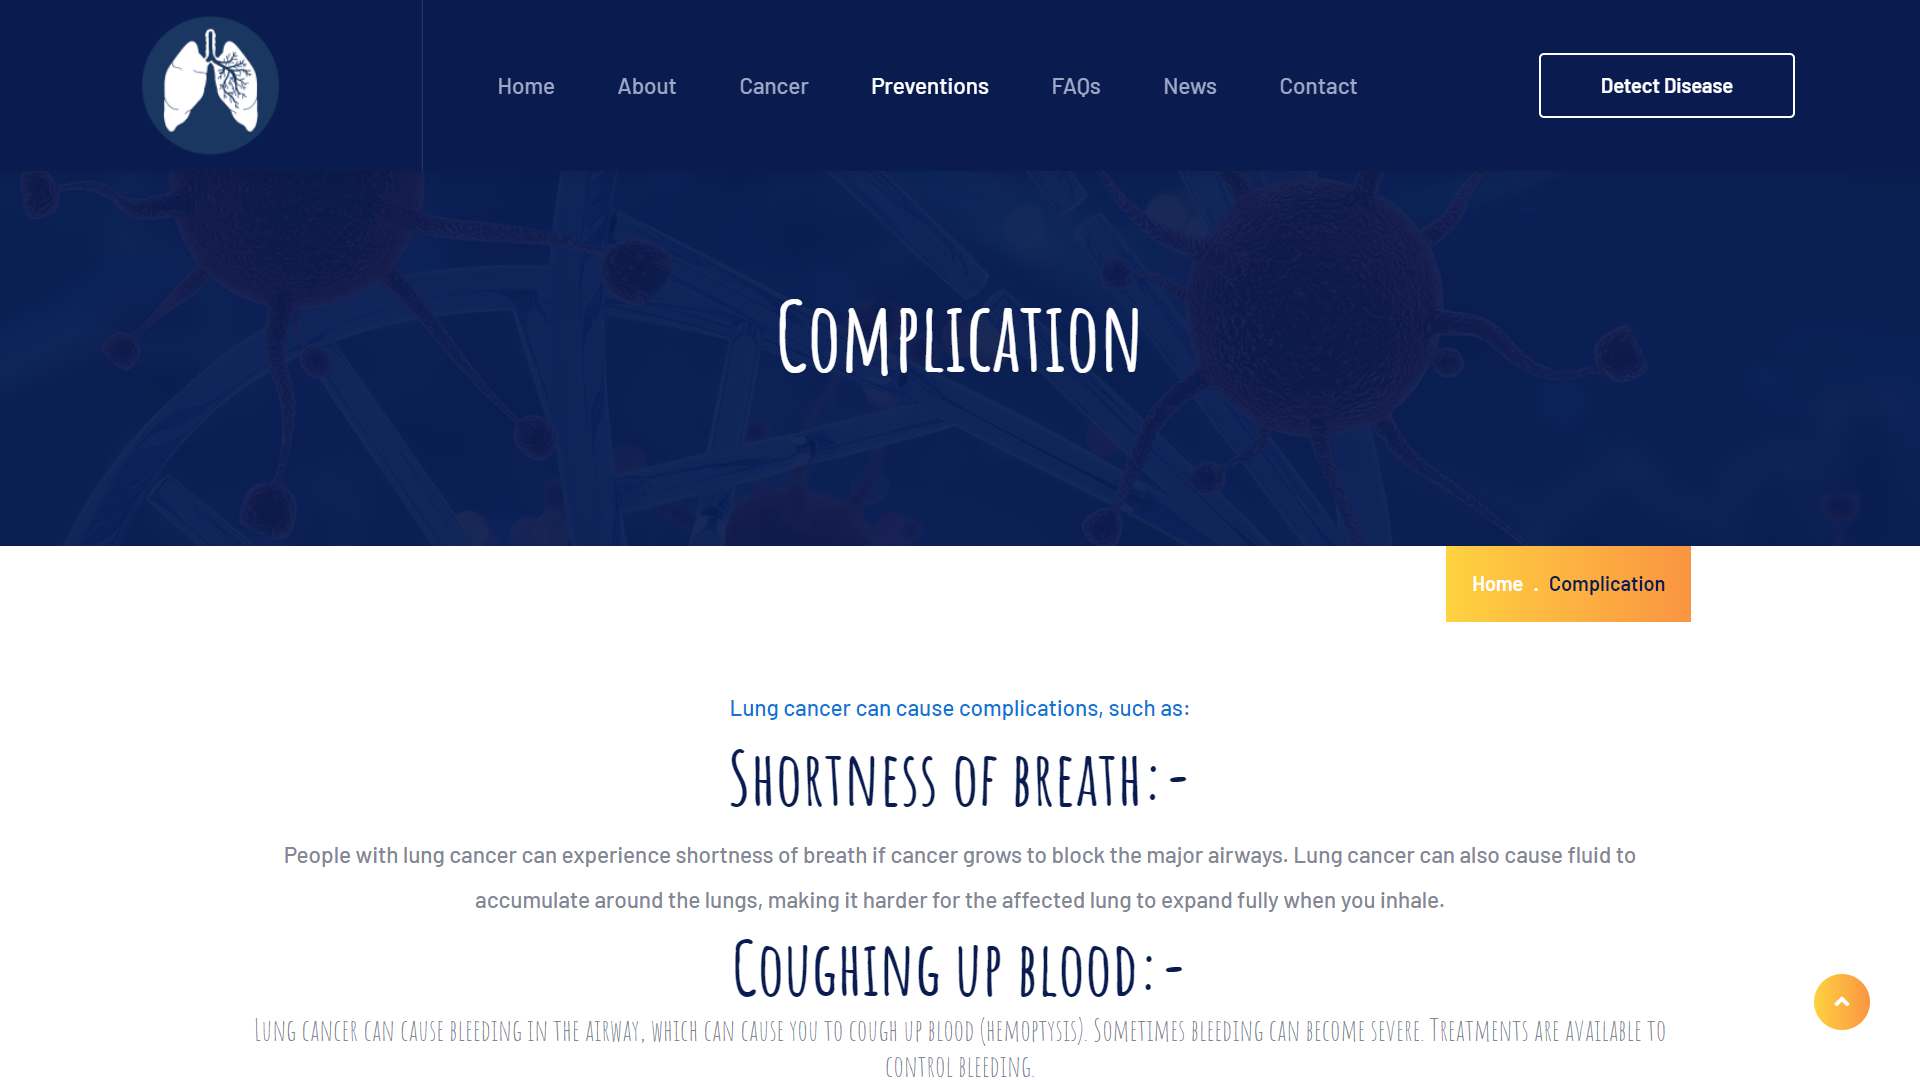 Home About Cancer Preventions FAQs News Contact Detect Disease
Complication
Home . Complication
Lung cancer can cause complications, such as:
Shortness of breath:-
People with lung cancer can experience shortness of breath if cancer grows to block the major airways. Lung cancer can also cause fluid to
accumulate around the lungs, making it harder for the affected lung to expand fully when you inhale.
Coughing up blood:-
Lung cancer can cause bleeding in the airway, which can cause you to cough up blood (hemoptysis). Sometimes bleeding can become severe. Treatments are available to
control bleeding.